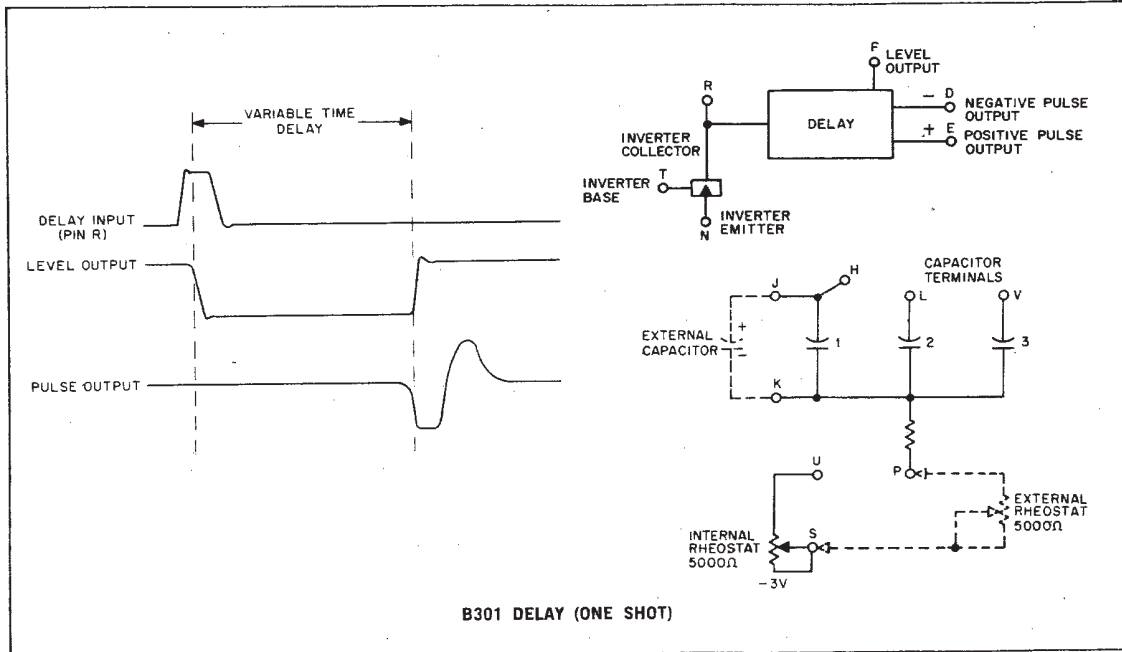 VARIABLE TIME
DELAY
DELAY INPUT
(PIN R)
LEVEL OUTPUT
PULSE OUTPUT
F
LEVEL
OUTPUT
R
DELAY
– D
NEGATIVE PULSE
OUTPUT
+ E
POSITIVE PULSE
OUTPUT
INVERTER
COLLECTOR
INVERTER
BASE
T
INVERTER
EMITTER
N
CAPACITOR
TERMINALS
J
H
L
V
EXTERNAL
CAPACITOR
+
–
1
2
3
K
U
P
EXTERNAL
RHEOSTAT
5000Ω
INTERNAL
RHEOSTAT
5000Ω
S
–3V
B301 DELAY (ONE SHOT)